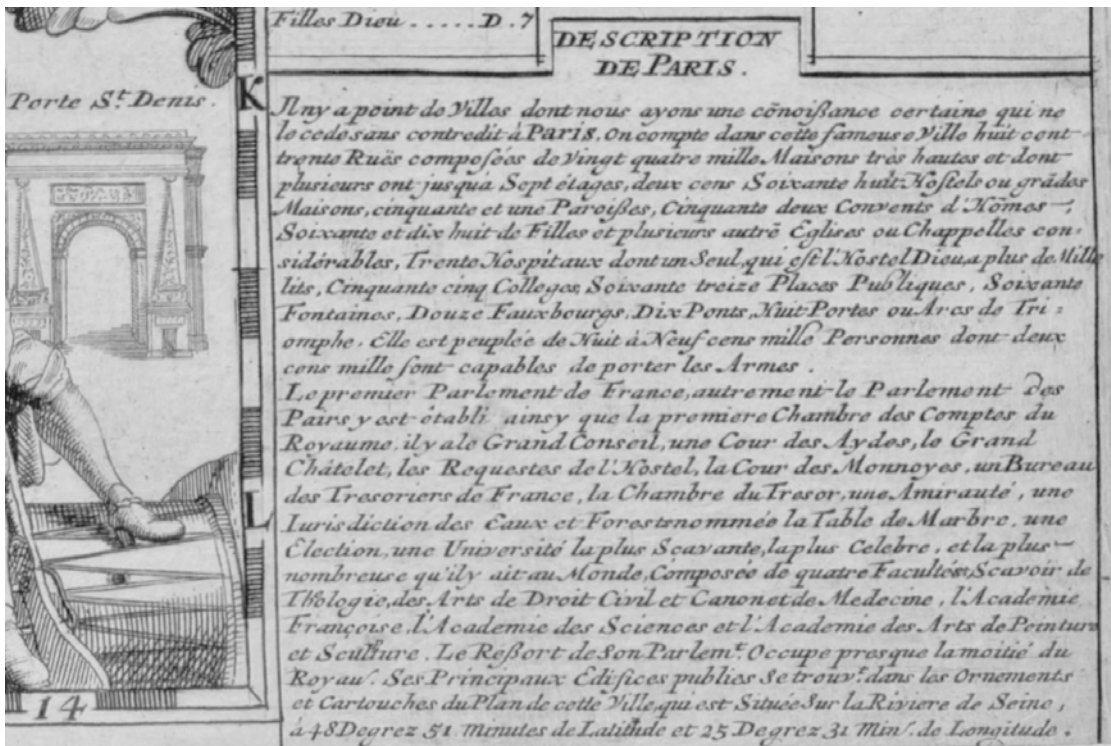 Filles Dieu.....D.7
DESCRIPTION
DE PARIS.
Porte St. Denis.
K
Il ny a point de Villes dont nous ayons une cõnoißance certaine qui ne
le cede sans contredit à Paris. On compte dans cette fameuse Ville huit cent
trente Ruës composées de Vingt quatre mille Maisons très hautes et dont
plusieurs ont jusqu'à Sept étages, deux cens Soixante huit Hostels ou grãdes
Maisons, cinquante et une Paroißes, Cinquante deux Convents d'Hõmes,
Soixante et dix huit de Filles et plusieurs autrẽ Eglises ou Chappelles con-
sidérables, Trente Hospitaux dont un Seul, qui est l'Hostel Dieu, a plus de Mille
lits, Cinquante cinq Colleges, Soixante treize Places Publiques, Soixante
Fontaines, Douze Fauxbourgs, Dix Ponts, Huit Portes ou Arcs de Tri=
omphe. Elle est peuplée de Huit à Neuf cens mille Personnes dont deux
cens mille sont capables de porter les Armes.
Le premier Parlement de France, autrement le Parlement des
Pairs y est établi ainsy que la premiere Chambre des Comptes du
Royaume, il y a le Grand Conseil, une Cour des Aydes, le Grand
Châtelet, les Requestes de l'Hostel, la Cour des Monnoyes, un Bureau
des Tresoriers de France, la Chambre du Tresor, une Amirauté, une
Iurisdiction des Eaux et Forests nommée la Table de Marbre, une
Election, une Université la plus Scavante, la plus Celebre, et la plus
nombreuse qu'il y ait au Monde, Composée de quatre Facultés, Scavoir de
Thologie, des Arts de Droit Civil et Canon et de Medecine, l'Academie
Françoise, l'Academie des Sciences et l'Academie des Arts de Peinture
et Sculture. Le Reßort de Son Parlemt. Occupe presque la moitié du
Royau. Ses Principaux Edifices publics Se trouvt. dans les Ornements
et Cartouches du Plan de cette Ville qui est Située Sur la Riviere de Seine,
à 48 Degrez 51 Minutes de Latitude et 25 Degrez 31 Min. de Longitude.
L
14